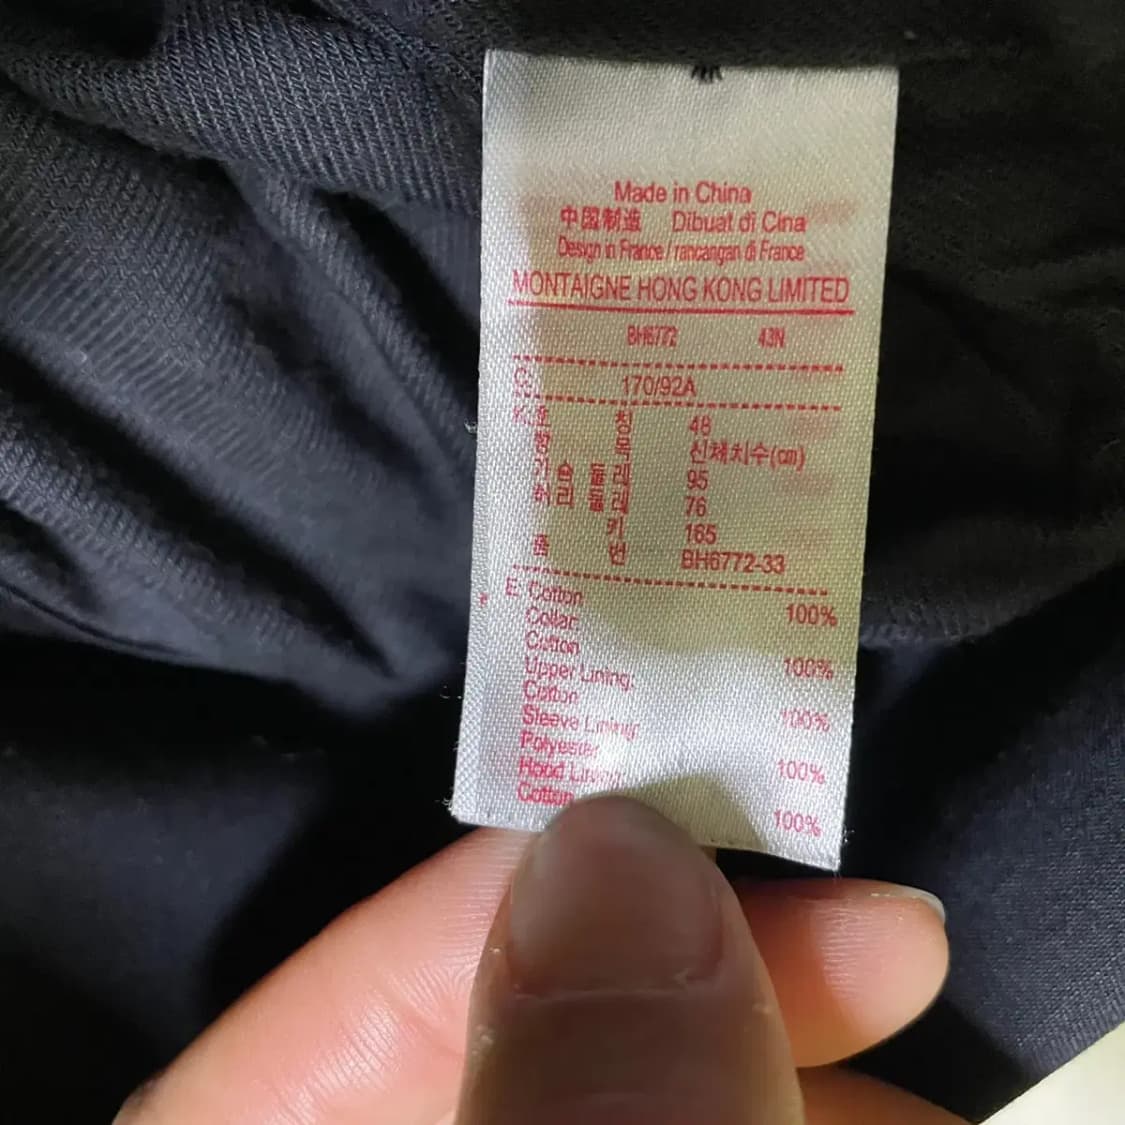 Made in China
中国制造 Dibuat di Cina
Design in France / rancangan di France
MONTAIGNE HONG KONG LIMITED
BH6772 43N
C: 170/92A
K: 호 칭 48
신체치수(cm)
가 슴 둘 레 95
허 리 둘 레 76
키 165
품 번 BH6772-33
E: Cotton 100%
Collar:
Cotton 100%
Upper Lining:
Cotton 100%
Sleeve Lining:
Polyester 100%
Hood Lining:
Cotton 100%